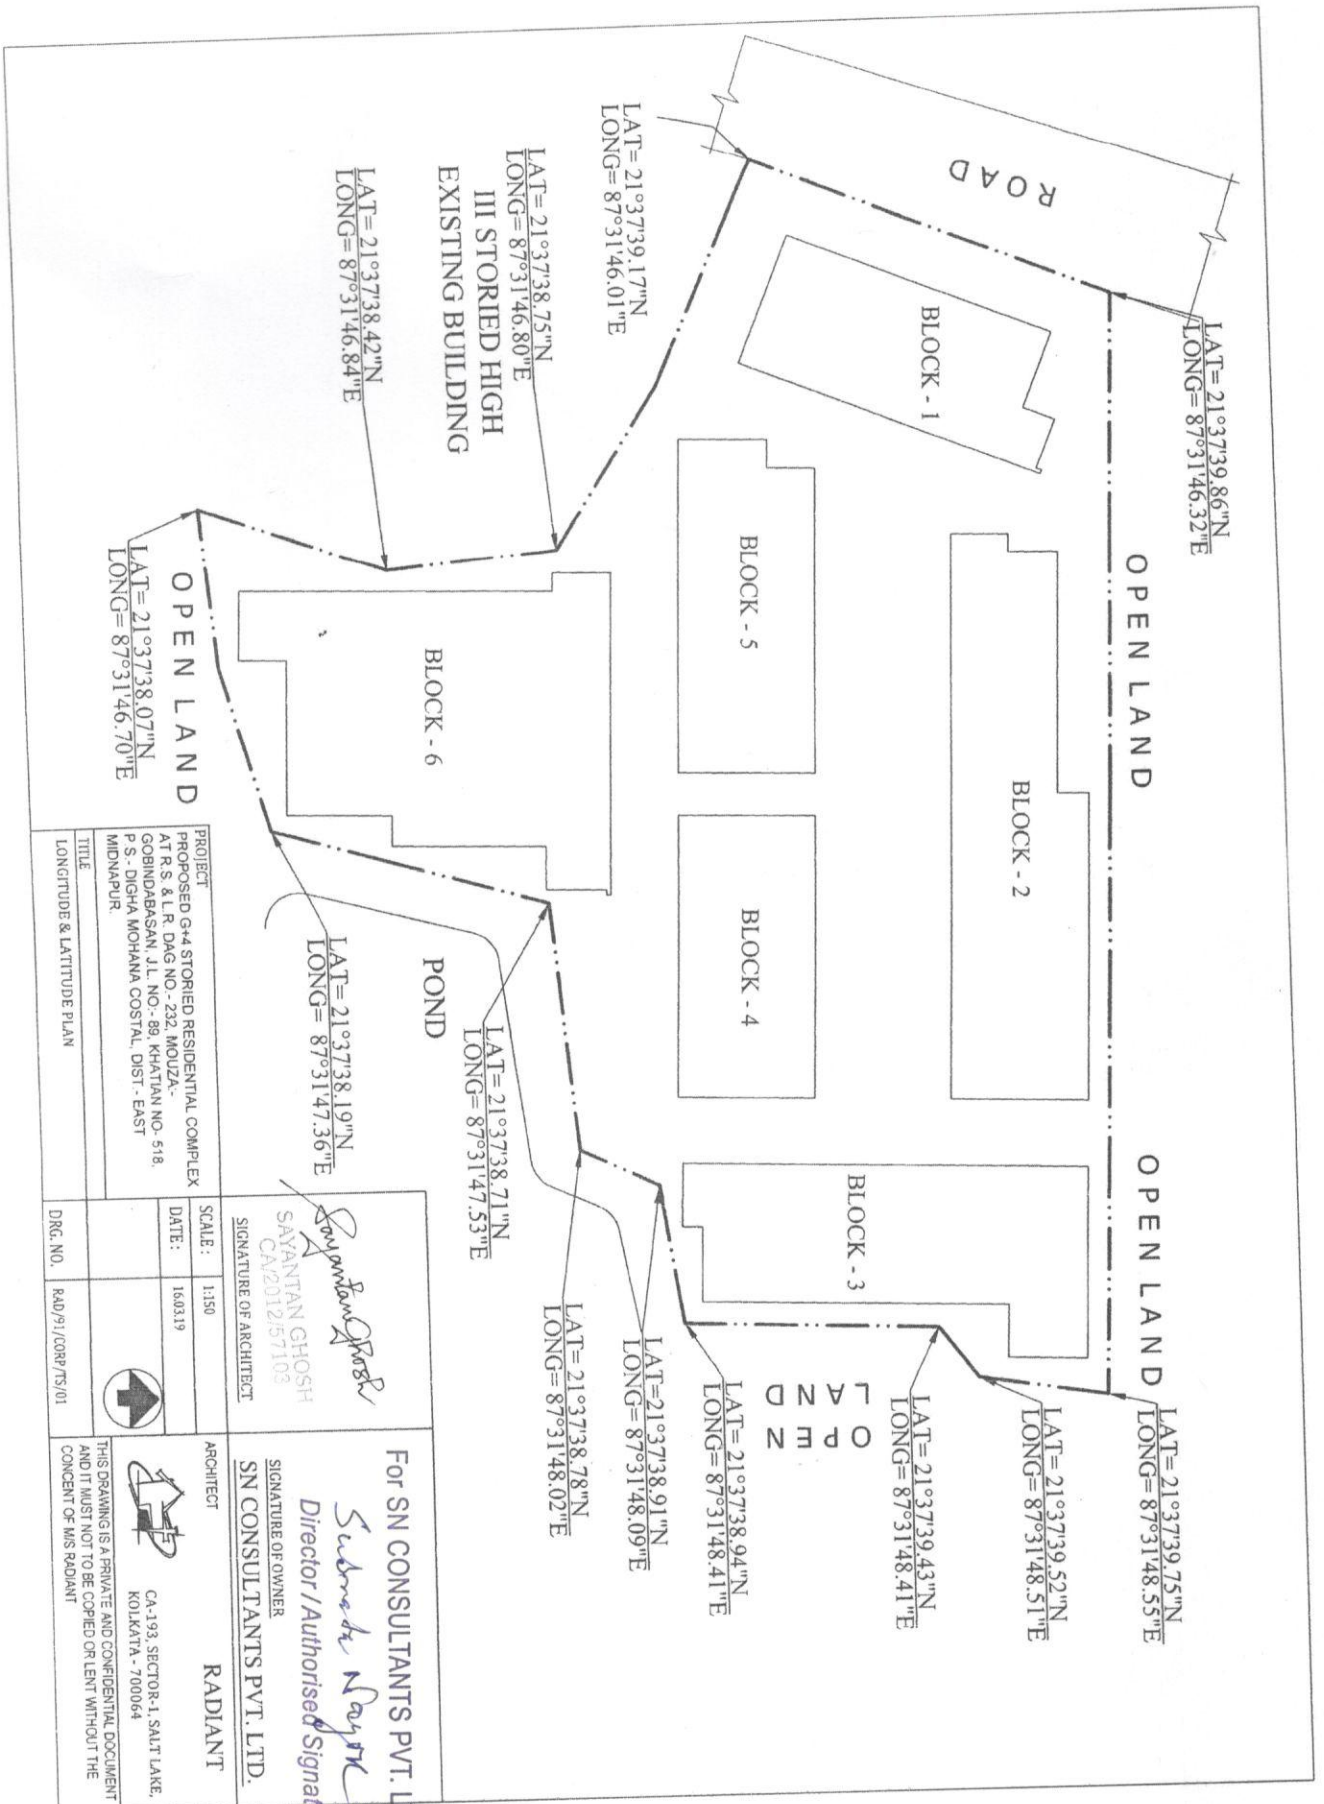 LAT= 21°37'39.86"N
LONG= 87°31'46.32"E
OPEN LAND
OPEN LAND
LAT= 21°37'39.75"N
LONG= 87°31'48.55"E
ROAD
BLOCK - 1
BLOCK - 2
BLOCK - 3
LAT= 21°37'39.52"N
LONG= 87°31'48.51"E
LAT= 21°37'39.43"N
LONG= 87°31'48.41"E
OPEN
LAND
LAT= 21°37'39.17"N
LONG= 87°31'46.01"E
BLOCK - 5
BLOCK - 4
LAT= 21°37'38.94"N
LONG= 87°31'48.41"E
LAT=21°37'38.91"N
LONG= 87°31'48.09"E
LAT= 21°37'38.75"N
LONG= 87°31'46.80"E
III STORIED HIGH
EXISTING BUILDING
LAT= 21°37'38.78"N
LONG= 87°31'48.02"E
BLOCK - 6
POND
LAT= 21°37'38.71"N
LONG= 87°31'47.53"E
LAT= 21°37'38.42"N
LONG= 87°31'46.84"E
LAT= 21°37'38.19"N
LONG= 87°31'47.36"E
OPEN LAND
LAT= 21°37'38.07"N
LONG= 87°31'46.70"E
PROJECT
PROPOSED G+4 STORIED RESIDENTIAL COMPLEX
AT R.S. & L.R. DAG NO.- 232, MOUZA:-
GOBINDABASAN, J.L. NO:- 89, KHATIAN NO- 518,
P.S.- DIGHA MOHANA COSTAL, DIST.- EAST
MIDNAPUR.
TITLE
LONGITUDE & LATITUDE PLAN
Sayantan Ghosh
SAYANTAN GHOSH
CA/2012/57103
SIGNATURE OF ARCHITECT
SCALE : 1:150
DATE : 16.03.19
DRG. NO. RAD/91/CORP/TS/01
For SN CONSULTANTS PVT. L
Director/Authorised Signat
SIGNATURE OF OWNER
SN CONSULTANTS PVT. LTD.
ARCHITECT
RADIANT
CA-193, SECTOR-1, SALT LAKE,
KOLKATA - 700064
THIS DRAWING IS A PRIVATE AND CONFIDENTIAL DOCUMENT
AND IT MUST NOT TO BE COPIED OR LENT WITHOUT THE
CONCENT OF M/S RADIANT